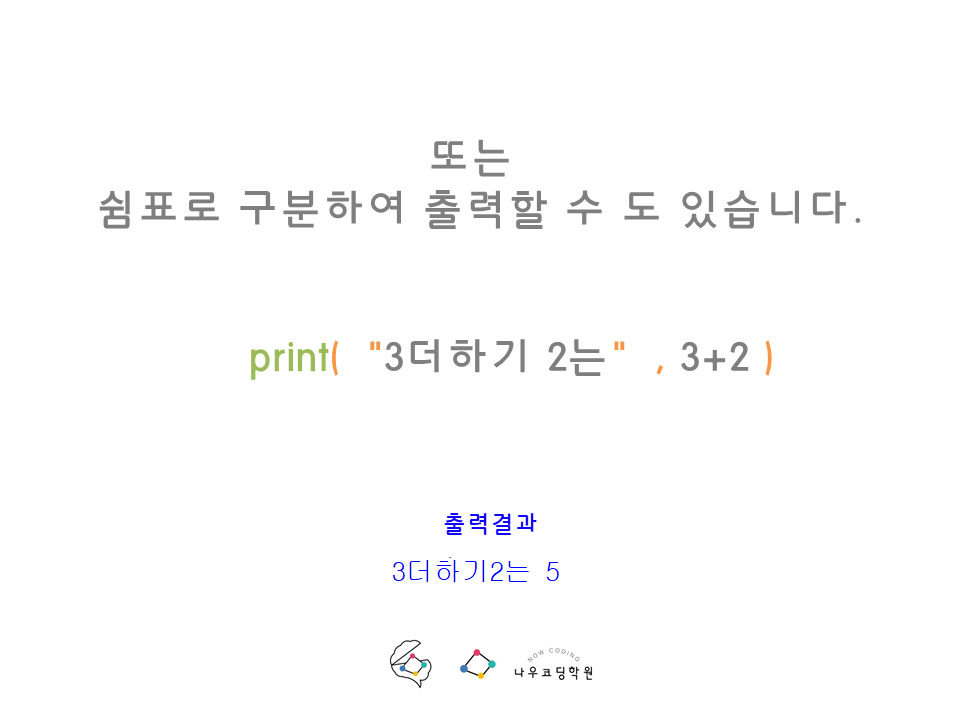 또는
쉼표로 구분하여 출력할 수 도 있습니다.
print( "3더하기 2는" , 3+2 )
출력결과
3더하기2는 5
NOW CODING
나우코딩학원